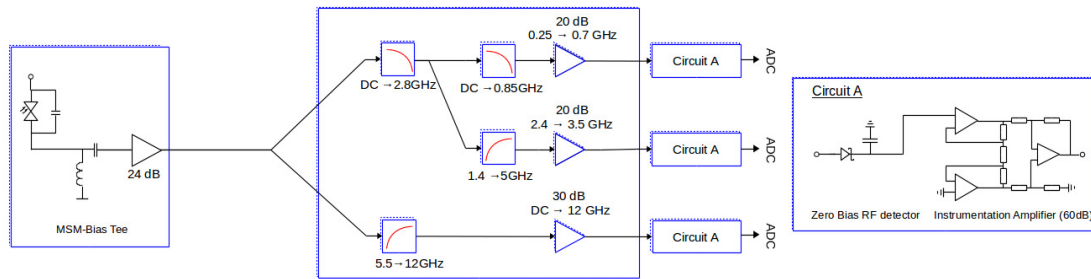 24 dB
MSM-Bias Tee
DC →2.8GHz
DC →0.85GHz
20 dB
0.25 → 0.7 GHz
Circuit A
ADC
1.4 →5GHz
20 dB
2.4 → 3.5 GHz
Circuit A
ADC
5.5→12GHz
30 dB
DC → 12 GHz
Circuit A
ADC
Circuit A
Zero Bias RF detector
Instrumentation Amplifier (60dB)